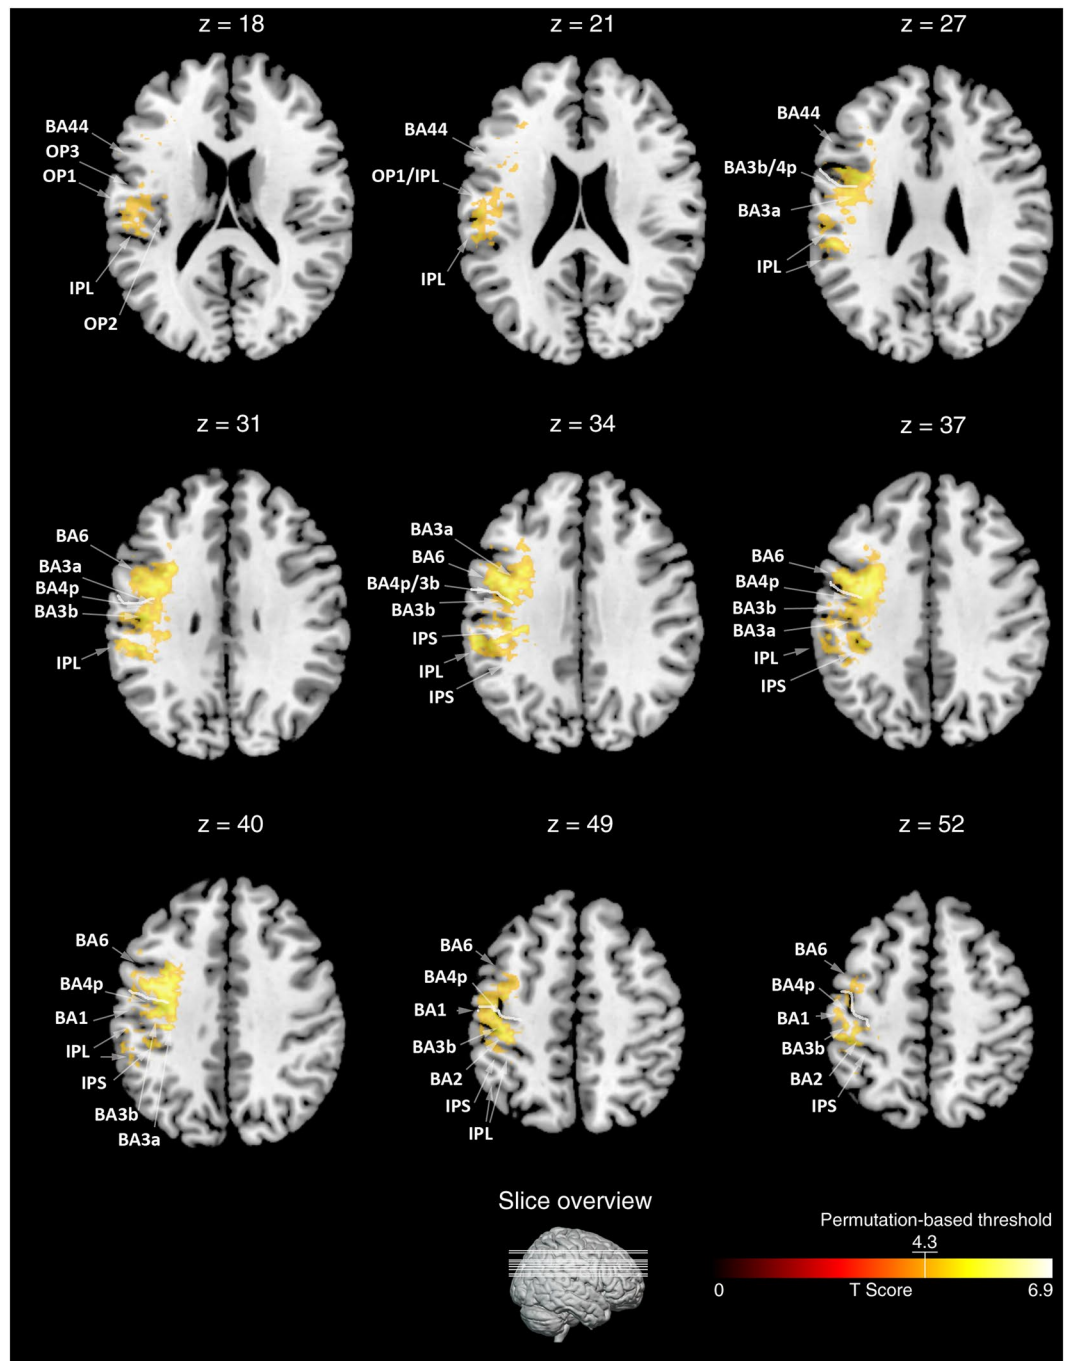 z = 18
z = 21
z = 27
BA44
OP3
OP1
IPL
OP2
BA44
OP1/IPL
IPL
BA44
BA3b/4p
BA3a
IPL
z = 31
z = 34
z = 37
BA6
BA3a
BA4p
BA3b
IPL
BA3a
BA6
BA4p/3b
BA3b
IPS
IPL
IPS
BA6
BA4p
BA3b
BA3a
IPL
IPS
z = 40
z = 49
z = 52
BA6
BA4p
BA1
IPL
IPS
BA3b
BA3a
BA6
BA4p
BA1
BA3b
BA2
IPS
IPL
BA6
BA4p
BA1
BA3b
BA2
IPS
Slice overview
Permutation-based threshold
4.3
0 T Score 6.9